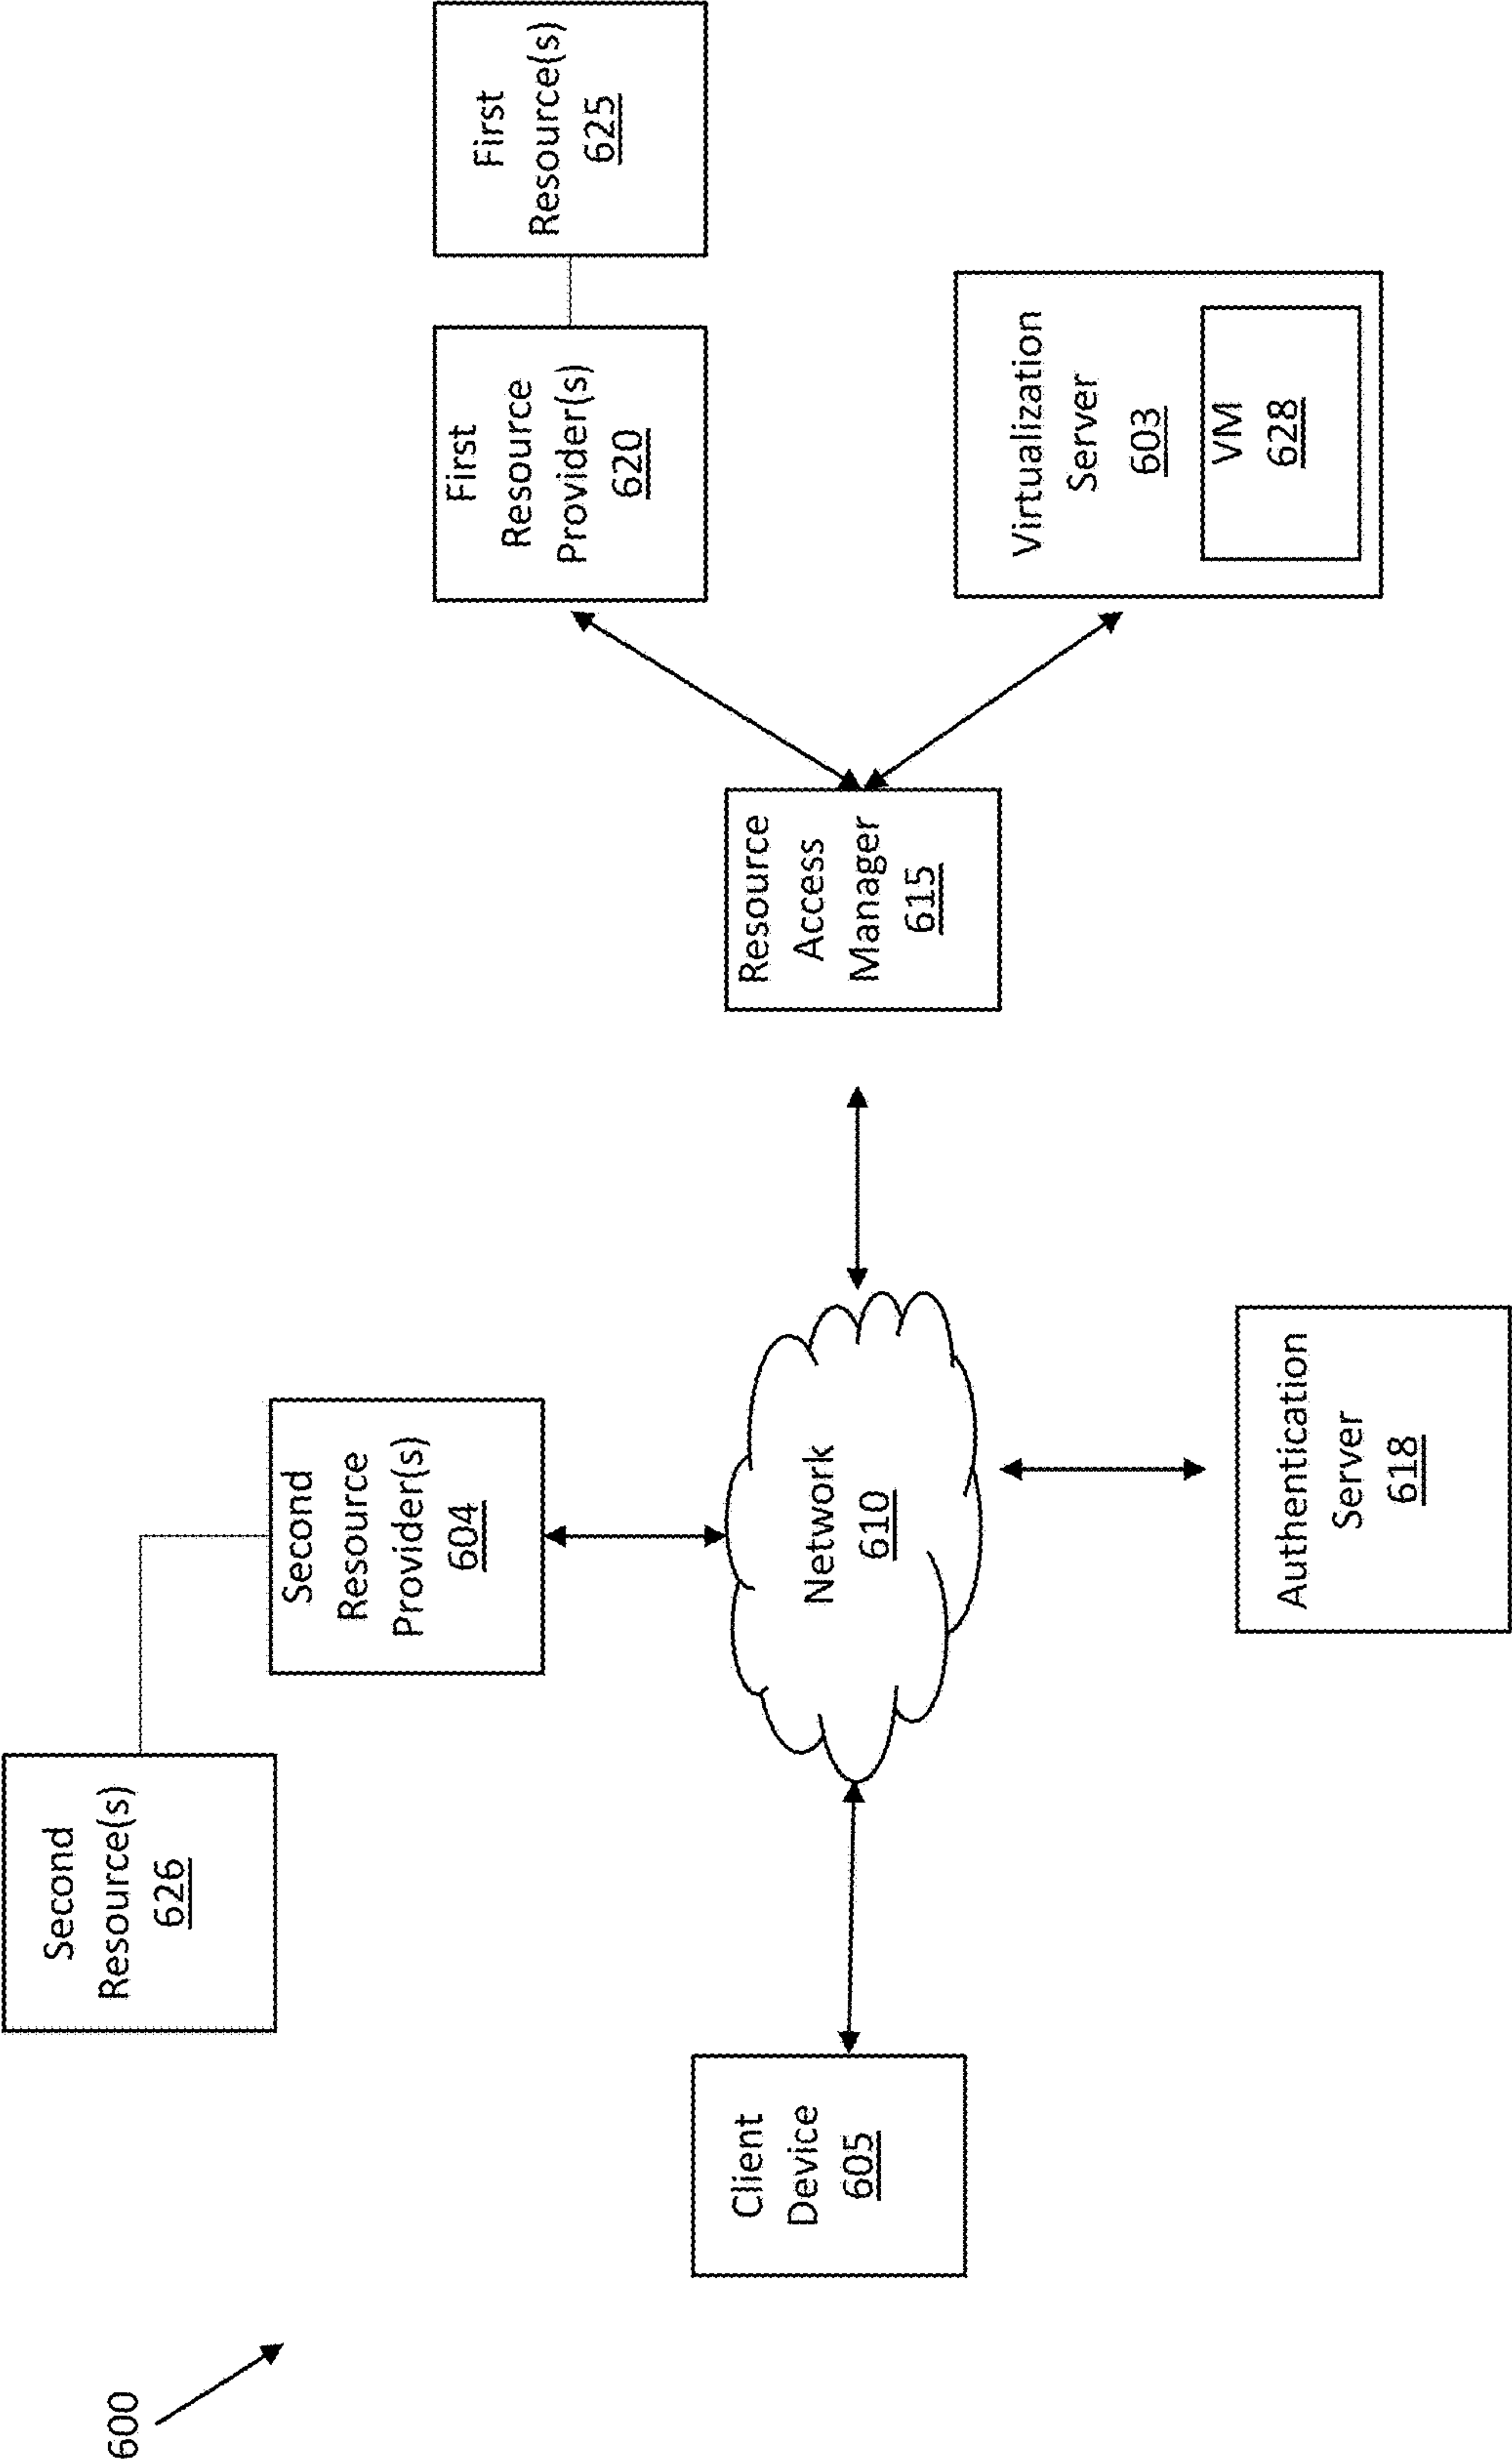 600
Second
Resource(s)
626
Second
Resource
Provider(s)
604
First
Resource
Provider(s)
620
First
Resource(s)
625
Client
Device
605
Network
610
Resource
Access
Manager
615
Virtualization
Server
603
VM
628
Authentication
Server
618